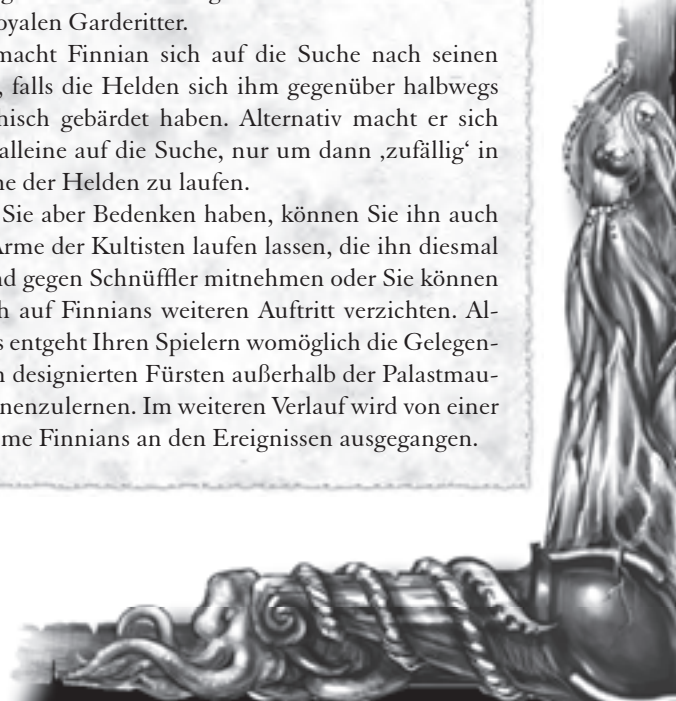 oyalen Garderitter.
macht Finnian sich auf die Suche nach seinen
, falls die Helden sich ihm gegenüber halbwegs
nisch gebärdet haben. Alternativ macht er sich
alleine auf die Suche, nur um dann ‚zufällig‘ in
ne der Helden zu laufen.
Sie aber Bedenken haben, können Sie ihn auch
Arme der Kultisten laufen lassen, die ihn diesmal
nd gegen Schnüffler mitnehmen oder Sie können
h auf Finnians weiteren Auftritt verzichten. Al-
s entgeht Ihren Spielern womöglich die Gelegen-
n designierten Fürsten außerhalb der Palastmau-
nenzulernen. Im weiteren Verlauf wird von einer
me Finnians an den Ereignissen ausgegangen.